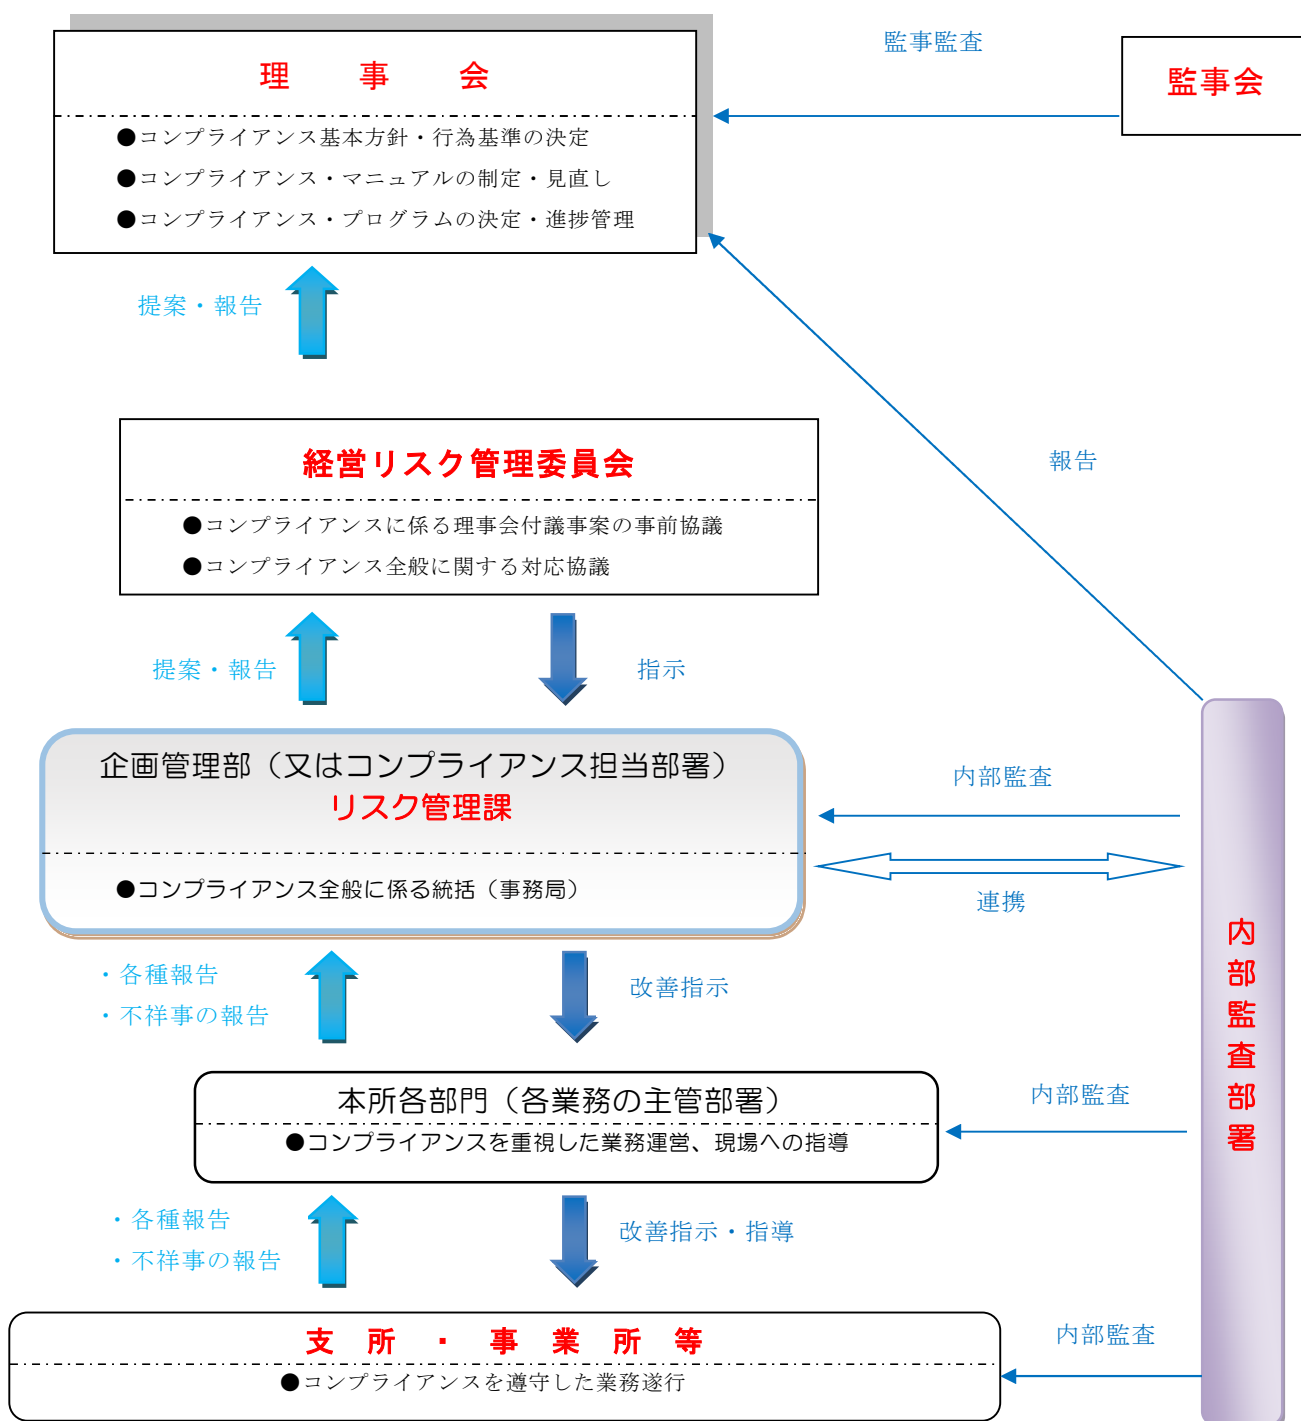 監事監査
監事会
理事会
●コンプライアンス基本方針・行為基準の決定
●コンプライアンス・マニュアルの制定・見直し
●コンプライアンス・プログラムの決定・進捗管理
提案・報告
報告
経営リスク管理委員会
●コンプライアンスに係る理事会付議事案の事前協議
●コンプライアンス全般に関する対応協議
提案・報告
指示
企画管理部（又はコンプライアンス担当部署）
リスク管理課
●コンプライアンス全般に係る統括（事務局）
内部監査
連携
内部監査部署
・各種報告
・不祥事の報告
改善指示
本所各部門（各業務の主管部署）
●コンプライアンスを重視した業務運営、現場への指導
内部監査
・各種報告
・不祥事の報告
改善指示・指導
支所・事業所等
●コンプライアンスを遵守した業務遂行
内部監査